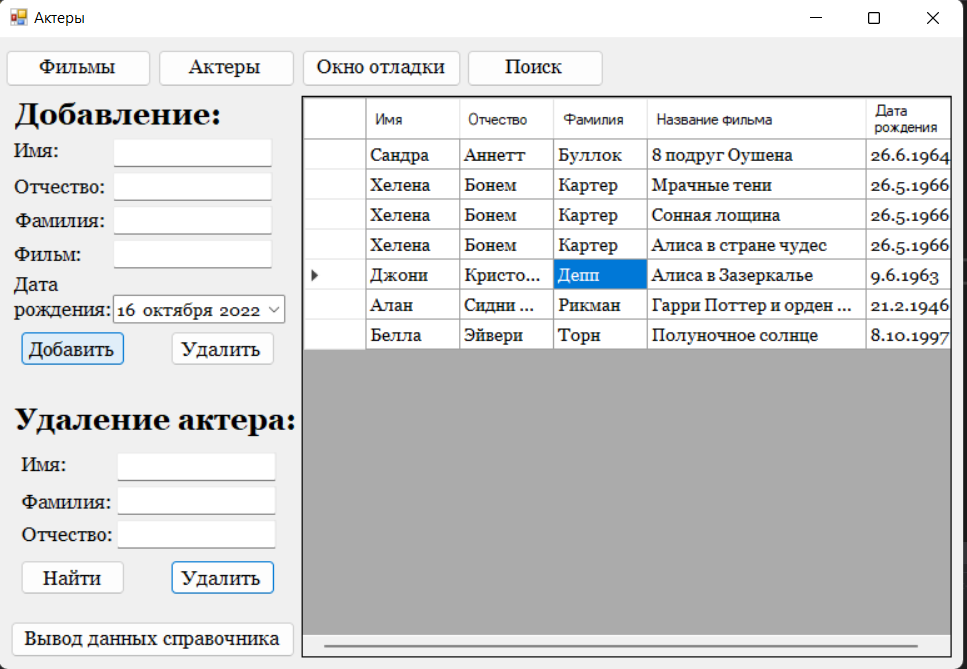 Актеры
Фильмы Актеры Окно отладки Поиск
Добавление:
Имя:
Отчество:
Фамилия:
Фильм:
Дата
рождения: 16 октября 2022
Добавить Удалить
Удаление актера:
Имя:
Фамилия:
Отчество:
Найти Удалить
Вывод данных справочника
Имя Отчество Фамилия Название фильма Дата рождения
Сандра Аннетт Буллок 8 подруг Оушена 26.6.1964
Хелена Бонем Картер Мрачные тени 26.5.1966
Хелена Бонем Картер Сонная лощина 26.5.1966
Хелена Бонем Картер Алиса в стране чудес 26.5.1966
Джони Кристо... Депп Алиса в Зазеркалье 9.6.1963
Алан Сидни ... Рикман Гарри Поттер и орден ... 21.2.1946
Белла Эйвери Торн Полуночное солнце 8.10.1997